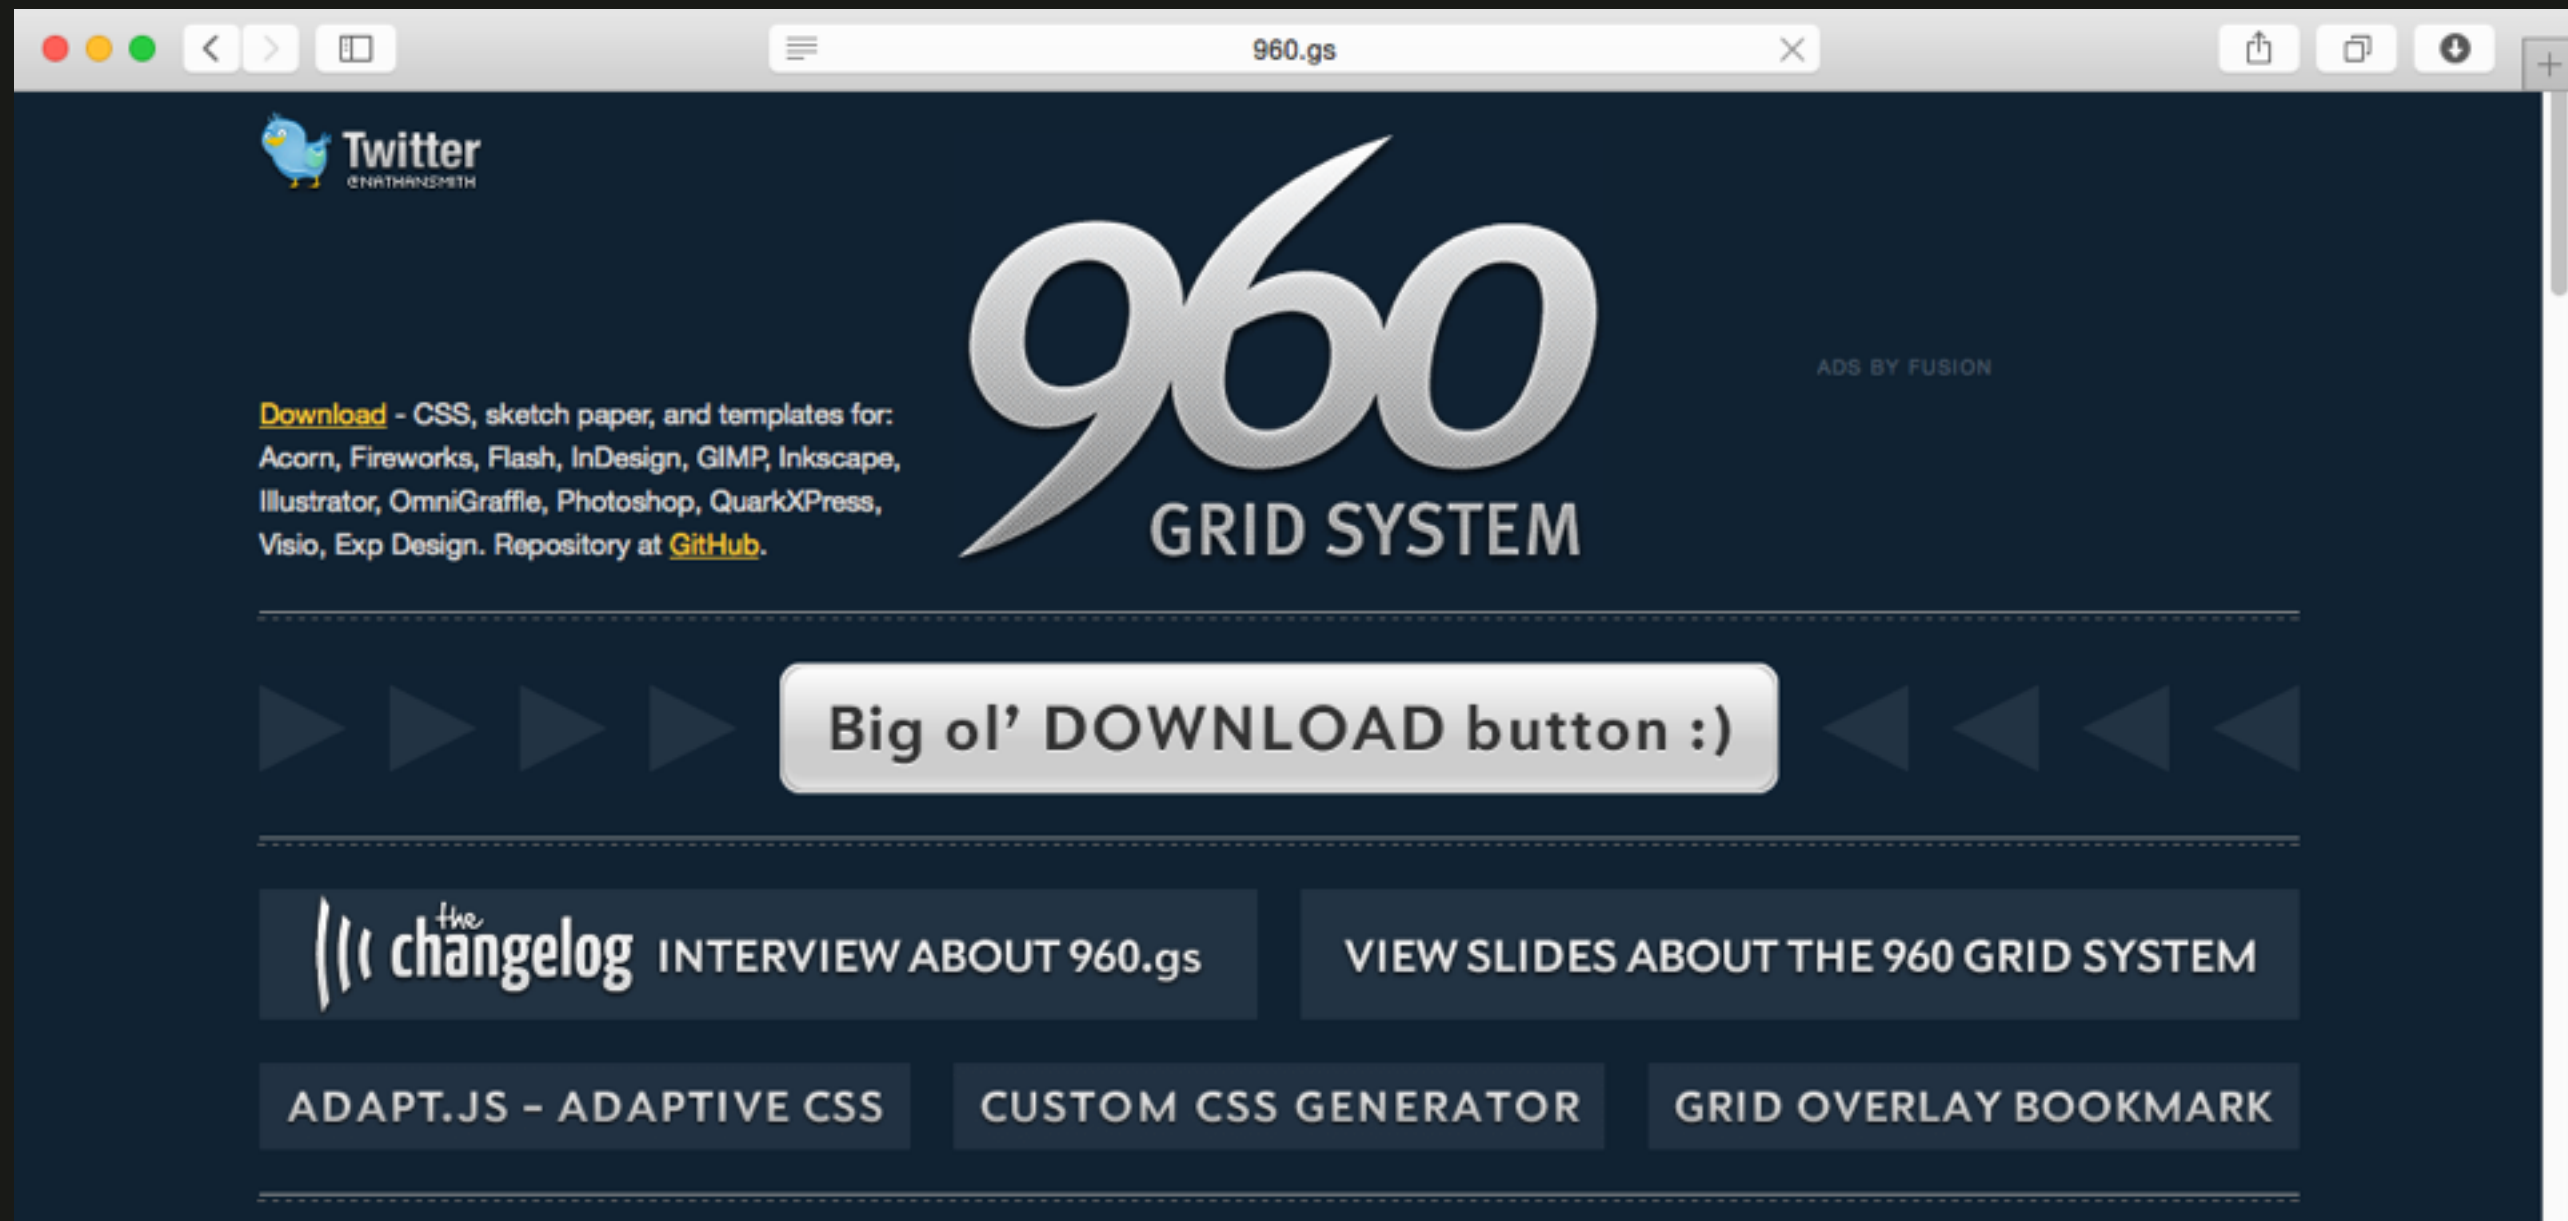 960.gs
Twitter
@NATHANSMITH
960
GRID SYSTEM
ADS BY FUSION
Download - CSS, sketch paper, and templates for:
Acorn, Fireworks, Flash, InDesign, GIMP, Inkscape,
Illustrator, OmniGraffle, Photoshop, QuarkXPress,
Visio, Exp Design. Repository at GitHub.
Big ol’ DOWNLOAD button :)
the changelog INTERVIEW ABOUT 960.gs
VIEW SLIDES ABOUT THE 960 GRID SYSTEM
ADAPT.JS – ADAPTIVE CSS
CUSTOM CSS GENERATOR
GRID OVERLAY BOOKMARK